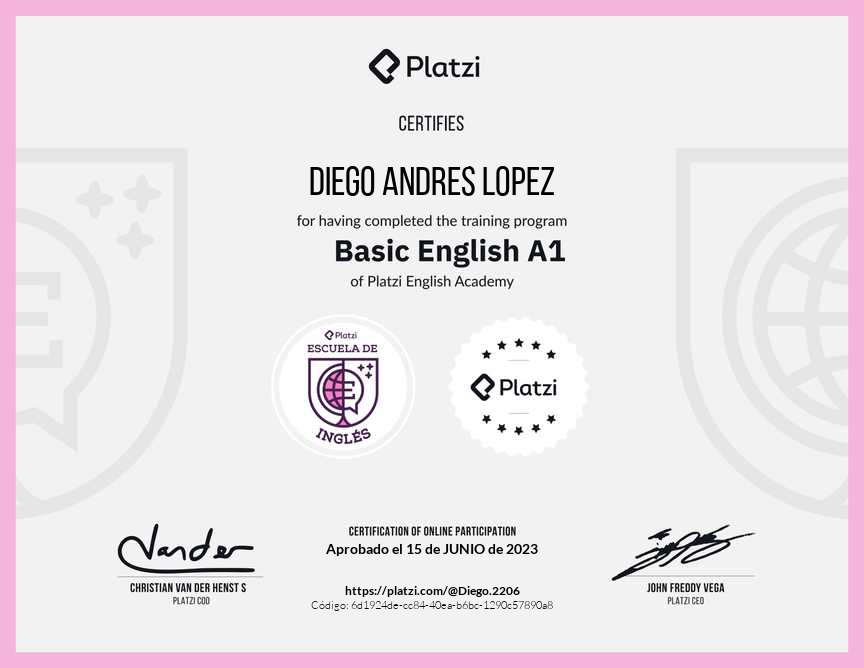 Platzi
CERTIFIES
DIEGO ANDRES LOPEZ
for having completed the training program
Basic English A1
of Platzi English Academy
Platzi
ESCUELA DE
E
INGLÉS
Platzi
Vander
CHRISTIAN VAN DER HENST S
PLATZI COO
CERTIFICATION OF ONLINE PARTICIPATION
Aprobado el 15 de JUNIO de 2023
https://platzi.com/@Diego.2206
Código: 6d1924de-cc84-40ea-b6bc-1290c57890a8
JOHN FREDDY VEGA
PLATZI CEO